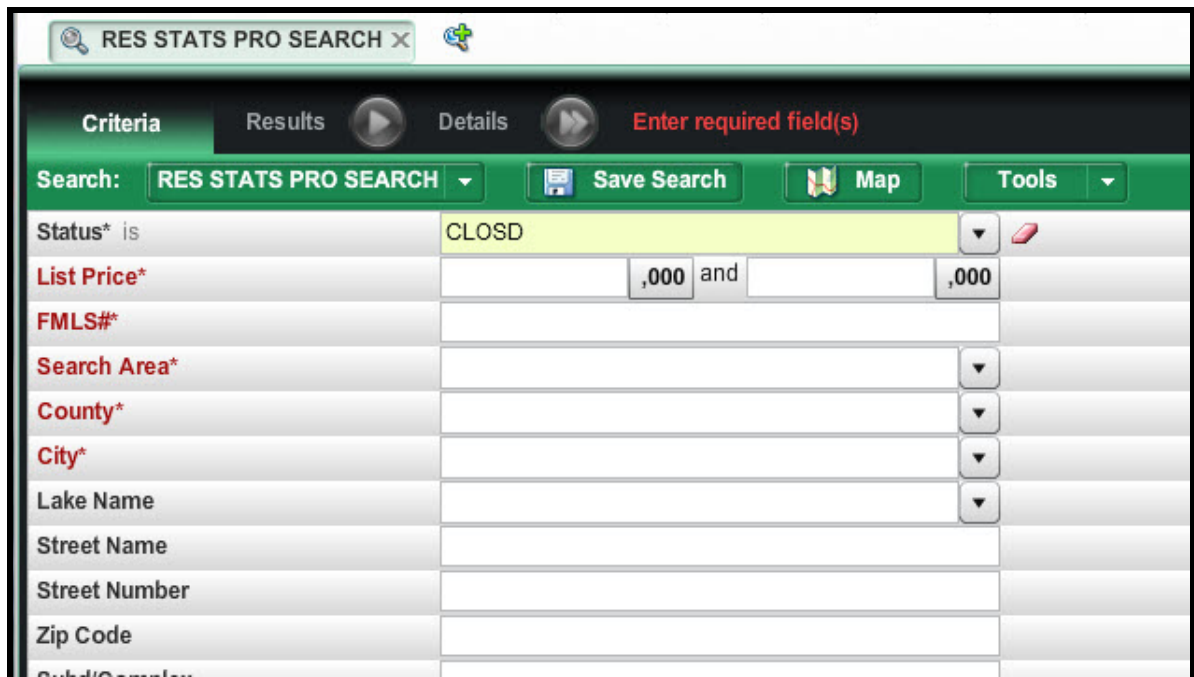 RES STATS PRO SEARCH
Criteria Results Details Enter required field(s)
Search: RES STATS PRO SEARCH Save Search Map Tools
Status* is CLOSD
List Price* ,000 and ,000
FMLS#*
Search Area*
County*
City*
Lake Name
Street Name
Street Number
Zip Code
Subd/Complex